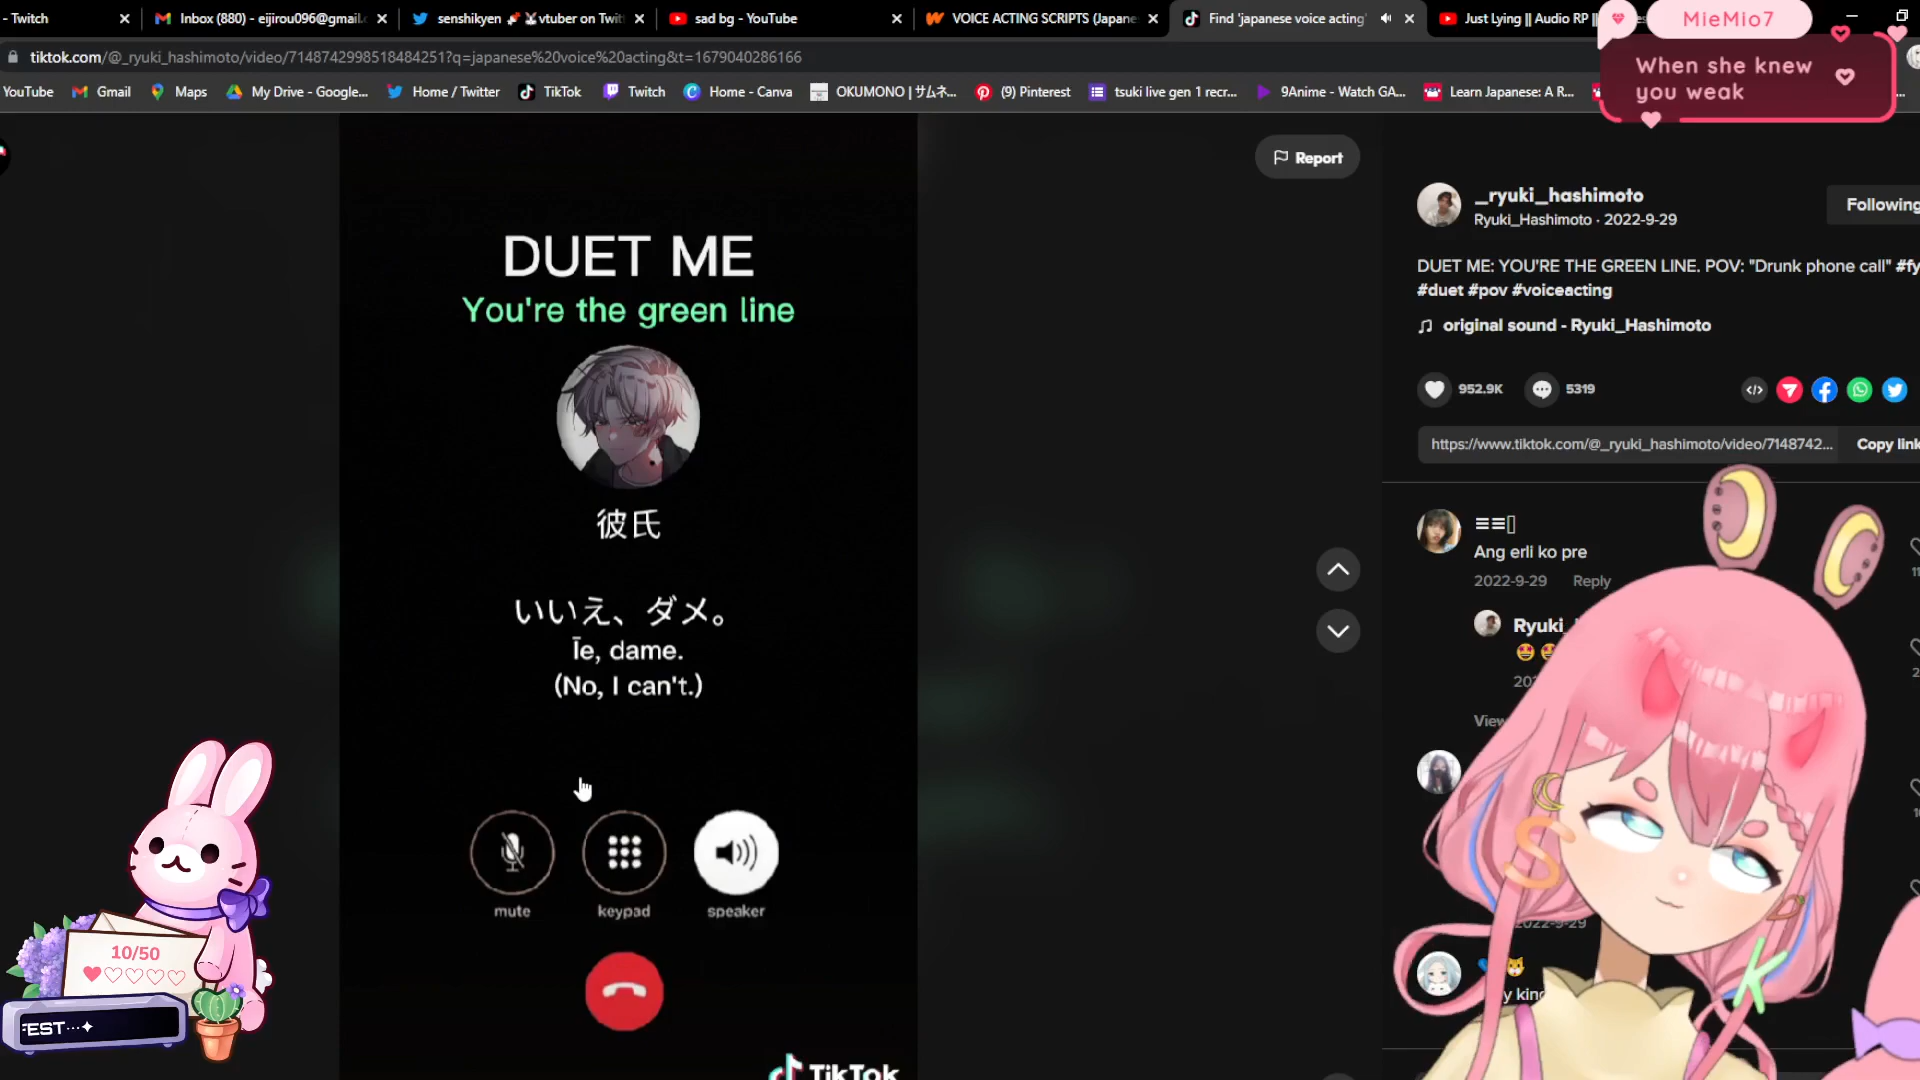 - Twitch
Inbox (880) - eijirou096@gmail.c
senshikyen
vtuber on Twit
sad bg - YouTube
VOICE ACTING SCRIPTS (Japane
Find 'japanese voice acting'
Just Lying || Audio RP ||
MieMio7
When she knew
you weak
tiktok.com/@_ryuki_hashimoto/video/7148742998518484251?q=japanese%20voice%20acting&t=1679040286166
YouTube
Gmail
Maps
My Drive - Google...
Home / Twitter
TikTok
Twitch
Home - Canva
OKUMONO | サムネ...
(9) Pinterest
tsuki live gen 1 recr...
9Anime - Watch GA...
Learn Japanese: A R...
DUET ME
You're the green line
彼氏
いいえ、ダメ。
Īe, dame.
(No, I can't.)
mute
keypad
speaker
TikTok
Report
_ryuki_hashimoto
Ryuki_Hashimoto · 2022-9-29
Following
DUET ME: YOU'RE THE GREEN LINE. POV: "Drunk phone call" #fy
#duet #pov #voiceacting
original sound - Ryuki_Hashimoto
952.9K
5319
https://www.tiktok.com/@_ryuki_hashimoto/video/7148742...
Copy link
Ang erli ko pre
2022-9-29 Reply
Ryuki_
View
2022-9-29
10/50
S
K